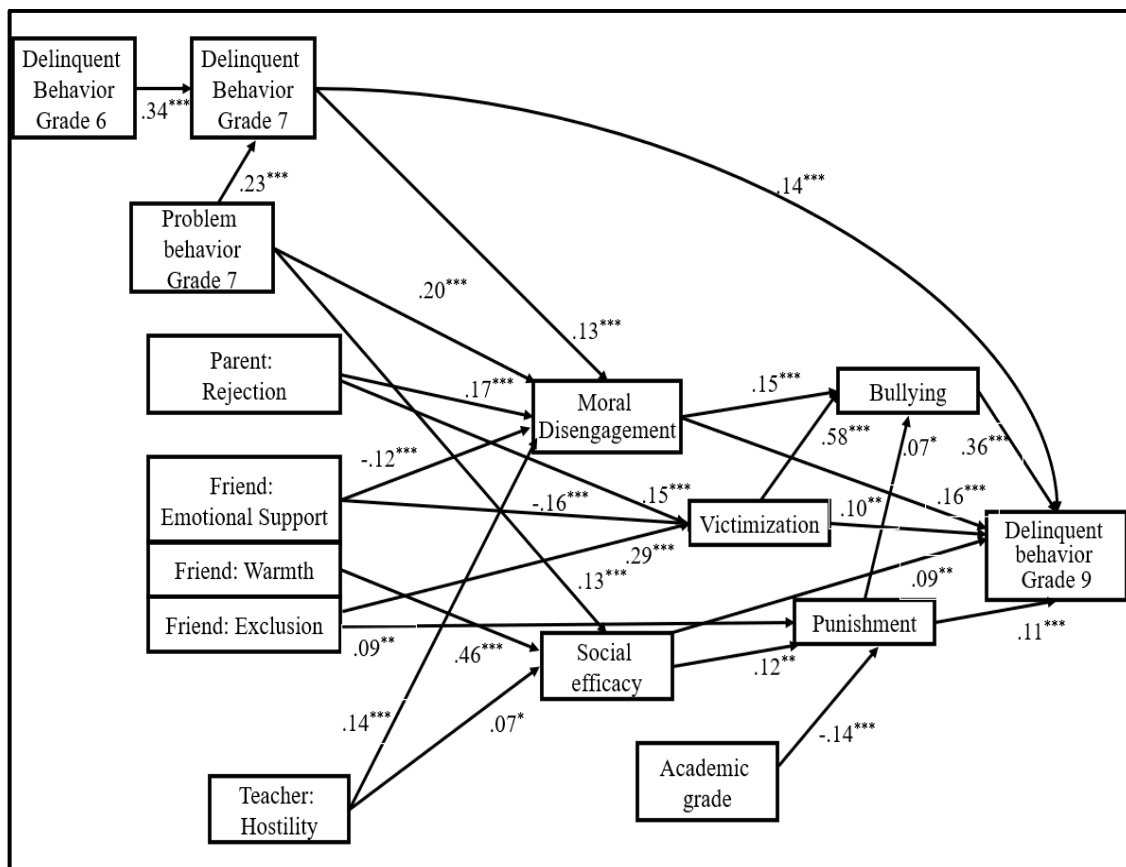 Delinquent
Behavior
Grade 6
.34***
Delinquent
Behavior
Grade 7
.23***
Problem
behavior
Grade 7
.14***
.20***
.13***
Parent:
Rejection
.17***
Moral
Disengagement
.15***
Bullying
.58***
.07*
.36***
-.12***
Friend:
Emotional Support
-.16***
.15***
Victimization
.10**
.16***
Delinquent
behavior
Grade 9
Friend: Warmth
.29***
.13***
.09**
Friend: Exclusion
.09**
.46***
Social
efficacy
.12**
Punishment
.11***
.14***
.07*
-.14***
Teacher:
Hostility
Academic
grade